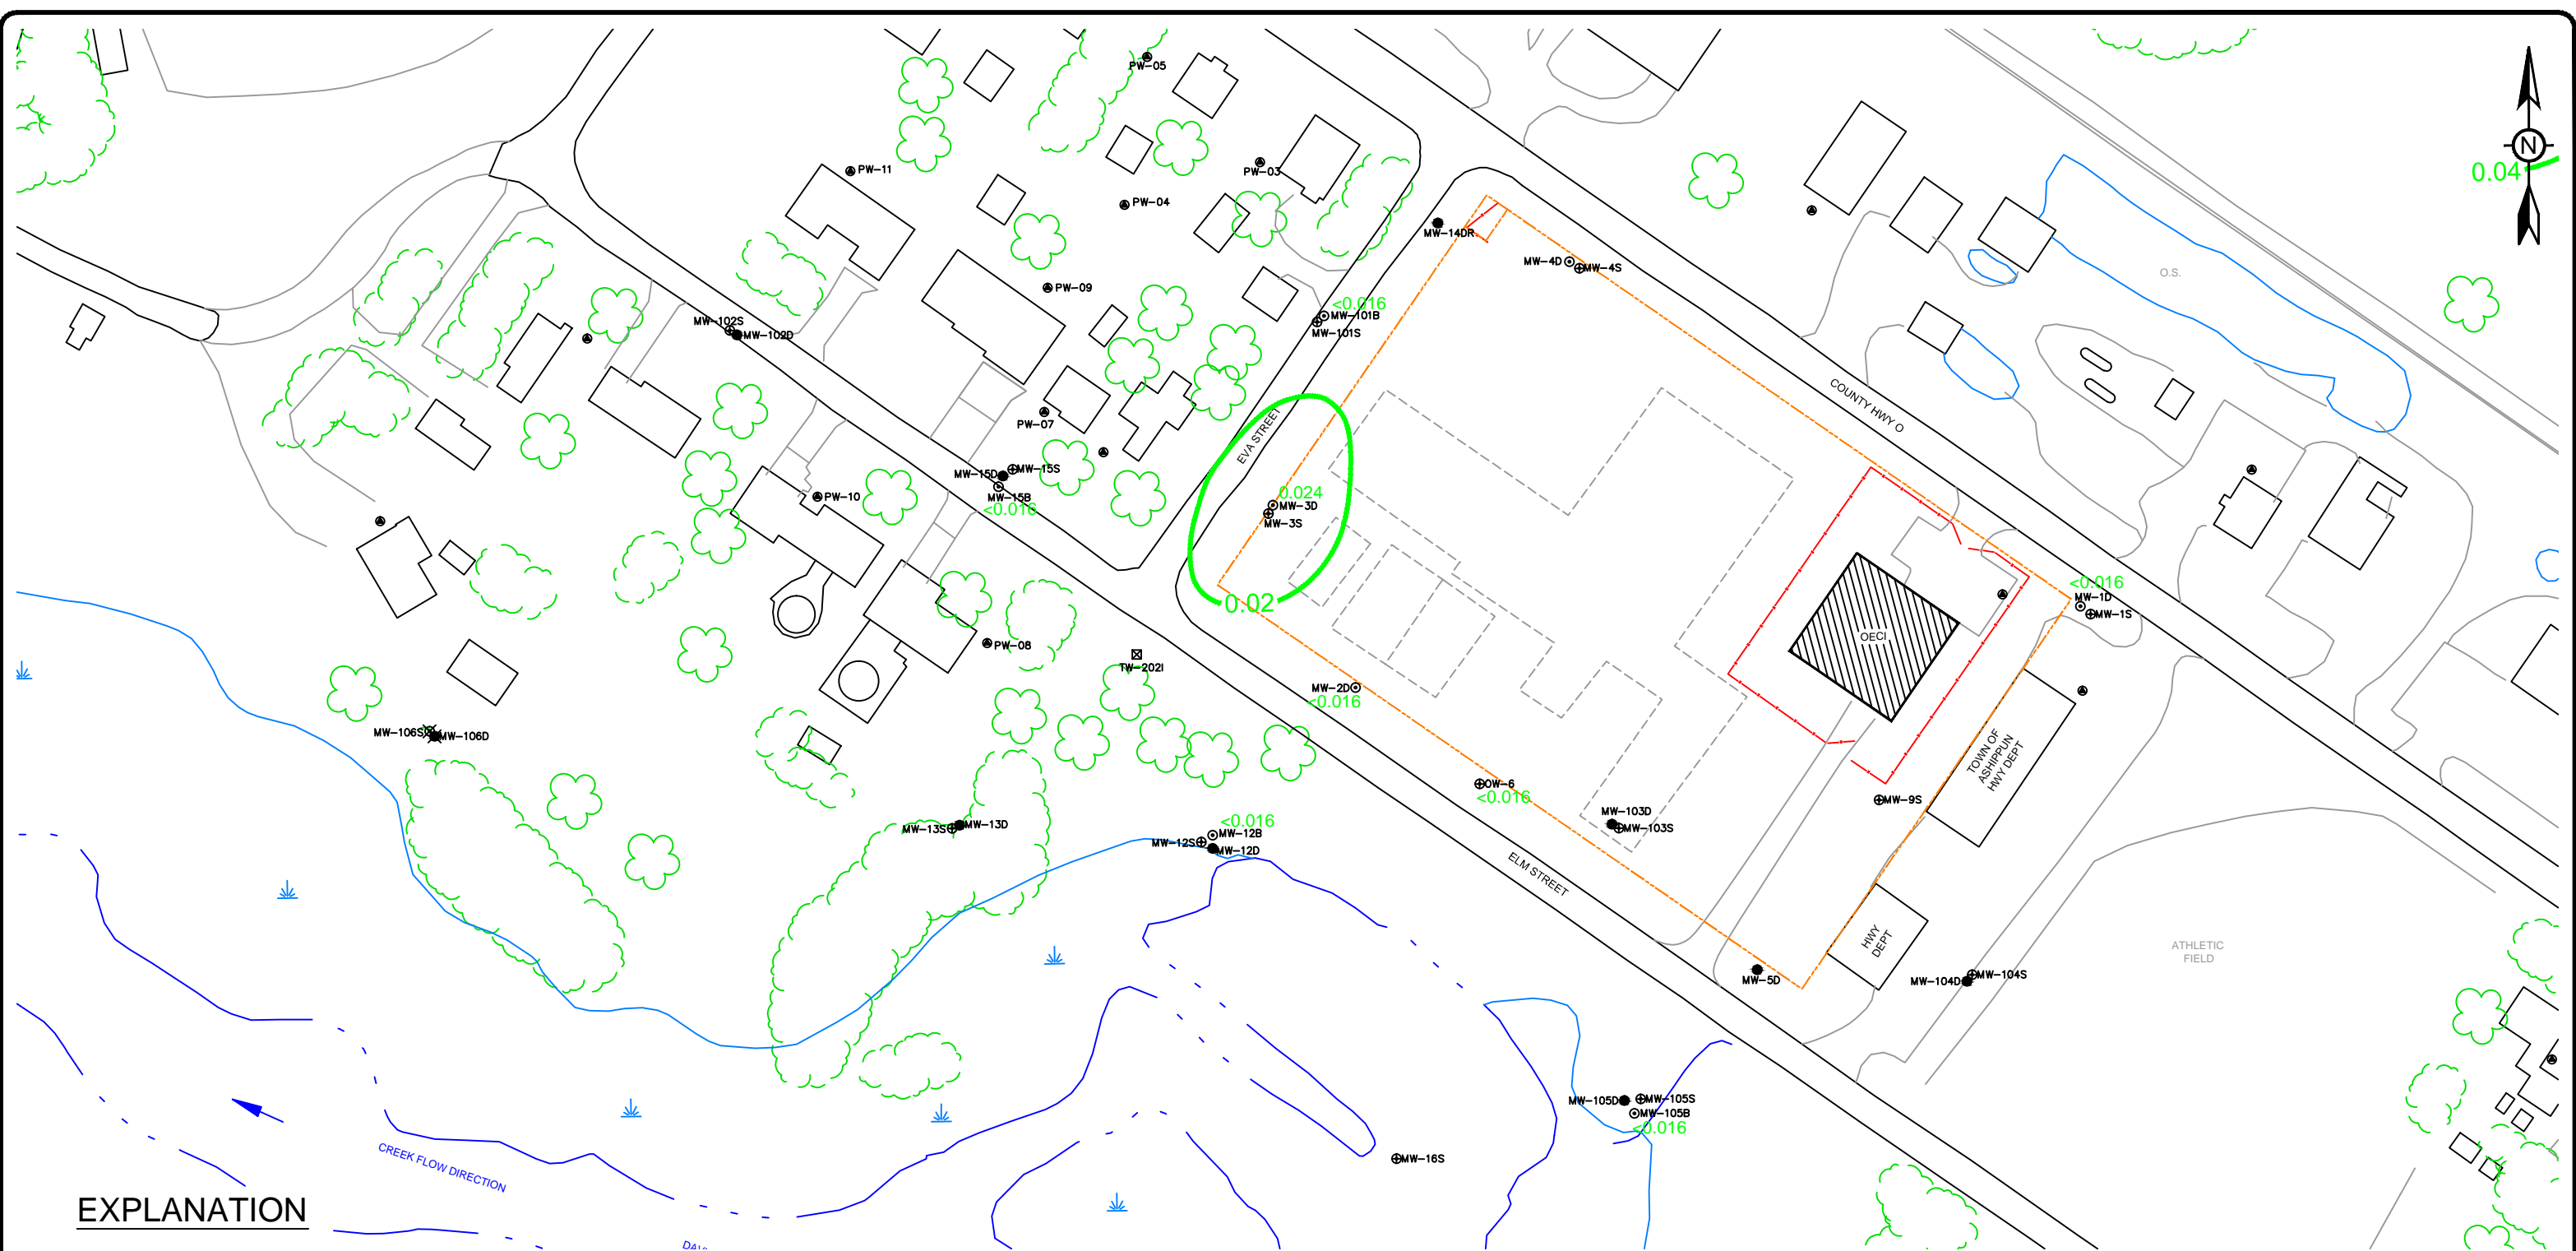 PW-05
N
0.04
PW-11
PW-03
PW-04
MW-14DR
MW-4D
MW-4S
O.S.
PW-09
<0.016
MW-101B
MW-101S
MW-102S
MW-102D
COUNTY HWY O
PW-07
EVA STREET
MW-15D
MW-15S
MW-15B
<0.016
PW-10
0.024
MW-3D
MW-3S
0.02
<0.016
MW-1D
MW-1S
OECI
PW-08
TW-202I
MW-2D
<0.016
MW-106S
MW-106D
TOWN OF
ASHIPPUN
HWY DEPT
OW-6
<0.016
MW-9S
MW-103D
MW-103S
MW-13S
MW-13D
<0.016
MW-12B
MW-12S
MW-12D
ELM STREET
HWY
DEPT
ATHLETIC
FIELD
MW-5D
MW-104D
MW-104S
MW-105D
MW-105S
MW-105B
<0.016
MW-16S
CREEK FLOW DIRECTION
EXPLANATION